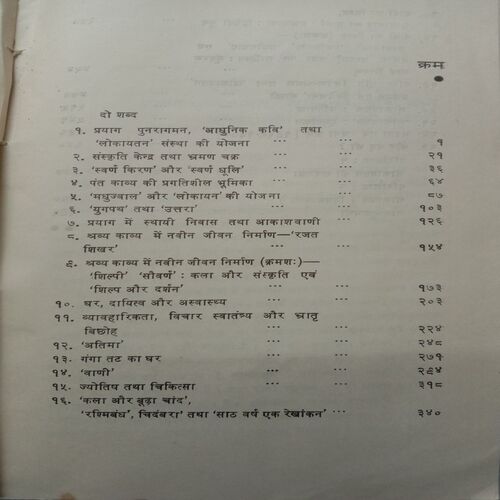 क्रम
दो शब्द
१. प्रयाग पुनरागमन, 'आधुनिक कवि' तथा
'लोकायतन' संस्था की योजना ... ... १
२. संस्कृति केन्द्र तथा भ्रमण चक्र ... ... २१
३. 'स्वर्ण किरण' और 'स्वर्ण धूलि' ... ... ३६
४. पंत काव्य की प्रगतिशील भूमिका ... ... ६४
५. 'मधुज्वाल' और 'लोकायन' की योजना ... ... ८७
६. 'युगपथ' तथा 'उत्तरा' ... ... १०३
७. प्रयाग में स्थायी निवास तथा आकाशवाणी ... १२६
८. श्रव्य काव्य में नवीन जीवन निर्माण—'रजत
शिखर' ... ... १५४
९. श्रव्य काव्य में नवीन जीवन निर्माण (क्रमशः)—
'शिल्पी' 'सौवर्ण' : कला और संस्कृति एवं
'शिल्प और दर्शन' ... ... १७३
१०. घर, दायित्व और अस्वास्थ्य ... ... २०३
११. व्यावहारिकता, विचार स्वातंत्र्य और भ्रातृ
विछोह ... ... २२४
१२. 'अतिमा' ... ... २४८
१३. गंगा तट का घर ... ... २७१
१४. 'वाणी' ... ... २९४
१५. ज्योतिष तथा चिकित्सा ... ... ३१८
१६. 'कला और बूढ़ा चांद',
'रश्मिबंध', चिदंबरा' तथा 'साठ वर्ष एक रेखांकन' ... ३४०